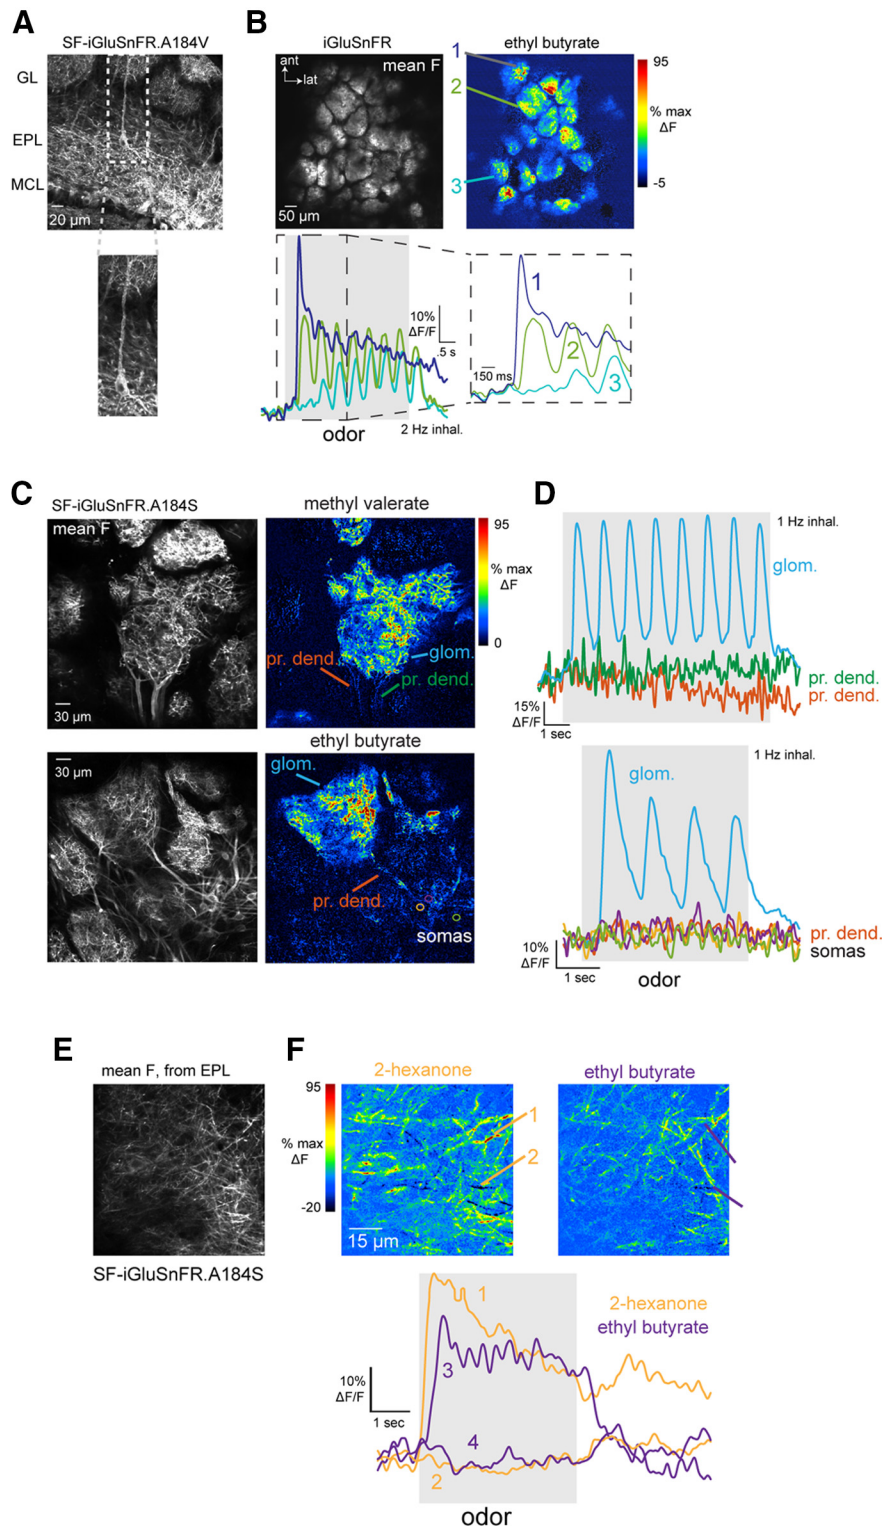 A
SF-iGluSnFR.A184V
GL
EPL
MCL
20 µm
B
iGluSnFR
ethyl butyrate
ant
lat
mean F
50 µm
1
2
3
95
% max
ΔF
-5
10%
ΔF/F
.5 s
odor
2 Hz inhal.
1
2
3
150 ms
C
SF-iGluSnFR.A184S
mean F
30 µm
methyl valerate
95
% max
ΔF
0
pr. dend.
glom.
pr. dend.
30 µm
ethyl butyrate
glom.
pr. dend.
somas
D
1 Hz inhal.
glom.
pr. dend.
pr. dend.
15%
ΔF/F
1 sec
1 Hz inhal.
glom.
pr. dend.
somas
10%
ΔF/F
1 sec
odor
E
mean F, from EPL
SF-iGluSnFR.A184S
F
2-hexanone
ethyl butyrate
95
% max
ΔF
-20
1
2
15 µm
1
2-hexanone
ethyl butyrate
3
10%
ΔF/F
1 sec
4
2
odor